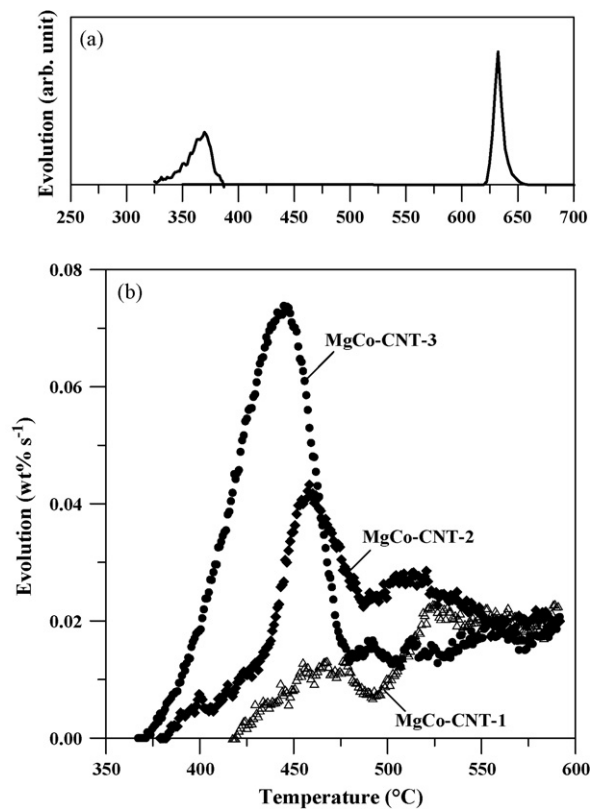 (a)
Evolution (arb. unit)
250 300 350 400 450 500 550 600 650 700
(b)
0.08
0.06
0.04
0.02
0.00
Evolution (wt% s⁻¹)
MgCo-CNT-3
MgCo-CNT-2
MgCo-CNT-1
350 400 450 500 550 600
Temperature (°C)